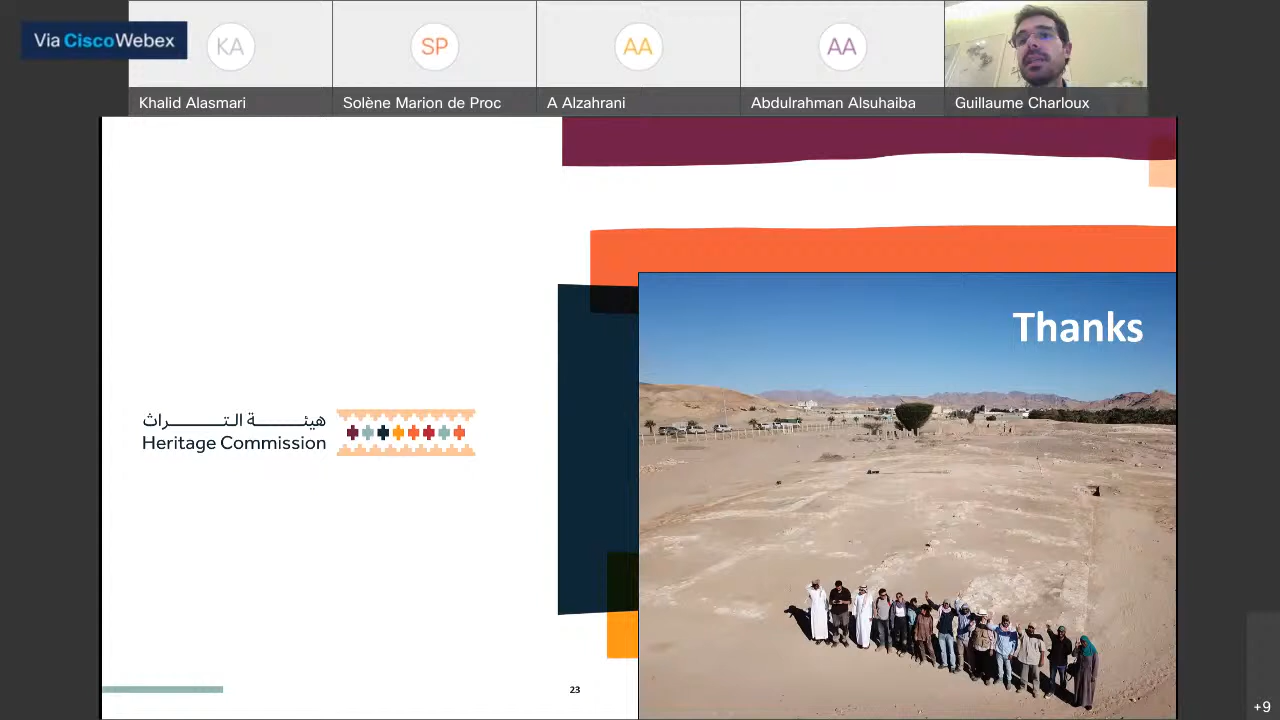 Via Cisco Webex
KA
SP
AA
AA
Khalid Alasmari
Solène Marion de Proc
A Alzahrani
Abdulrahman Alsuhaiba
Guillaume Charloux
Thanks
هيئة التراث
Heritage Commission
23
+9